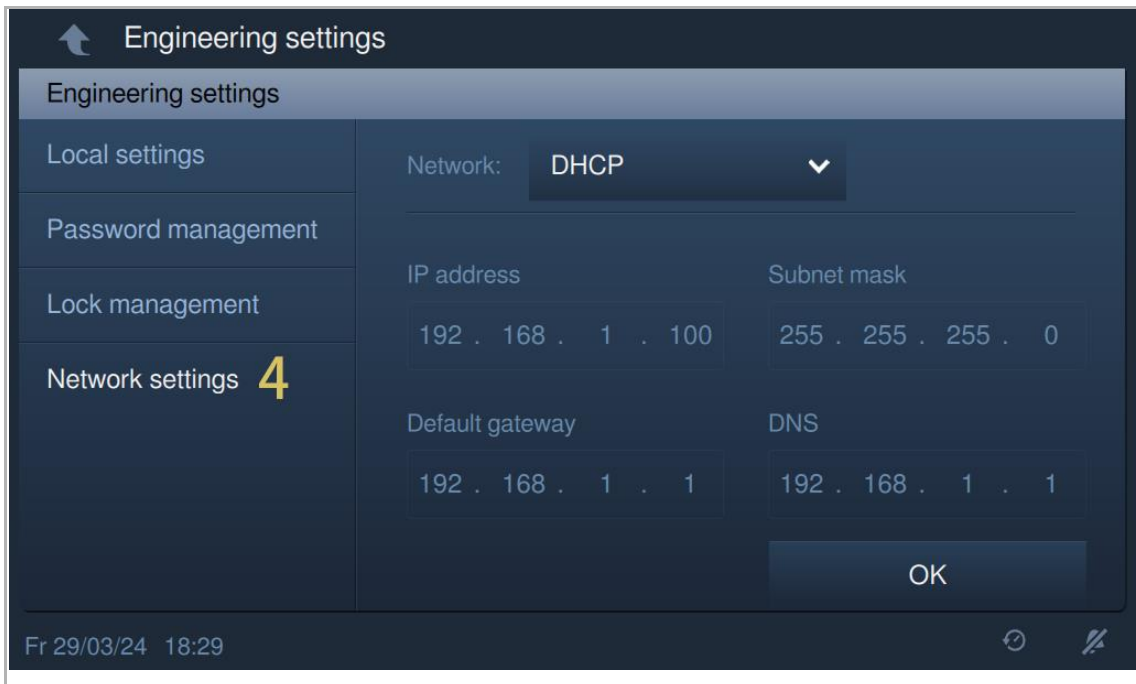 Engineering settings
Engineering settings
Local settings
Password management
Lock management
Network settings 4
Network: DHCP
IP address
192 . 168 . 1 . 100
Subnet mask
255 . 255 . 255 . 0
Default gateway
192 . 168 . 1 . 1
DNS
192 . 168 . 1 . 1
OK
Fr 29/03/24 18:29